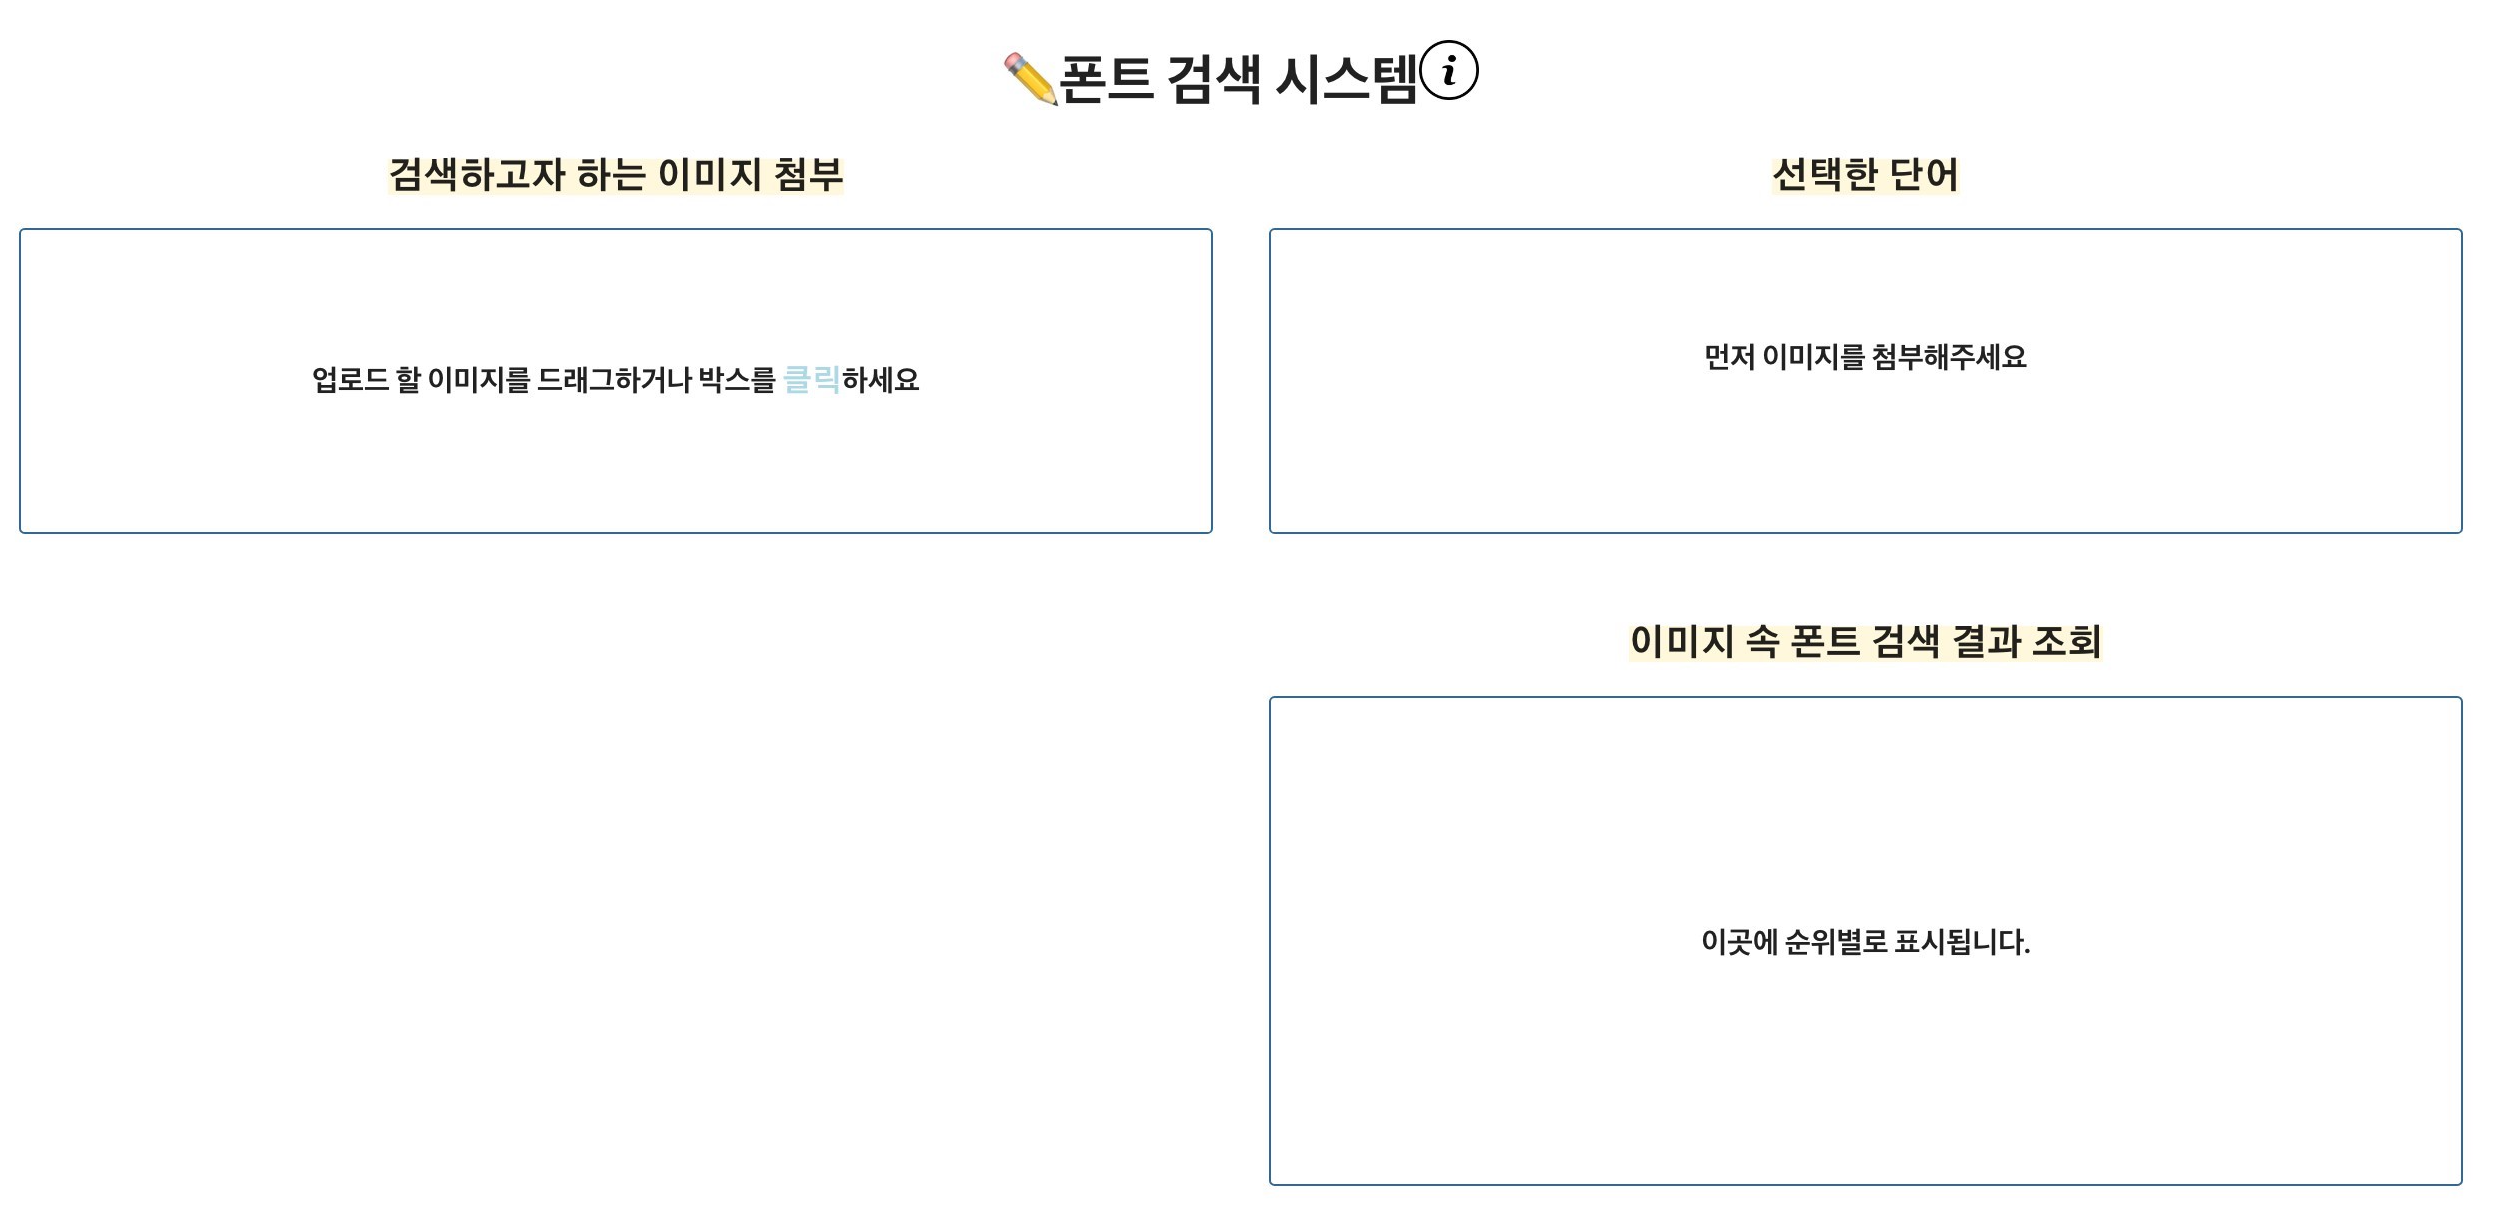 ✏️폰트 검색 시스템 i
검색하고자 하는 이미지 첨부
업로드 할 이미지를 드래그하거나 박스를 클릭하세요
선택한 단어
먼저 이미지를 첨부해주세요
이미지 속 폰트 검색 결과 조회
이곳에 순위별로 표시됩니다.